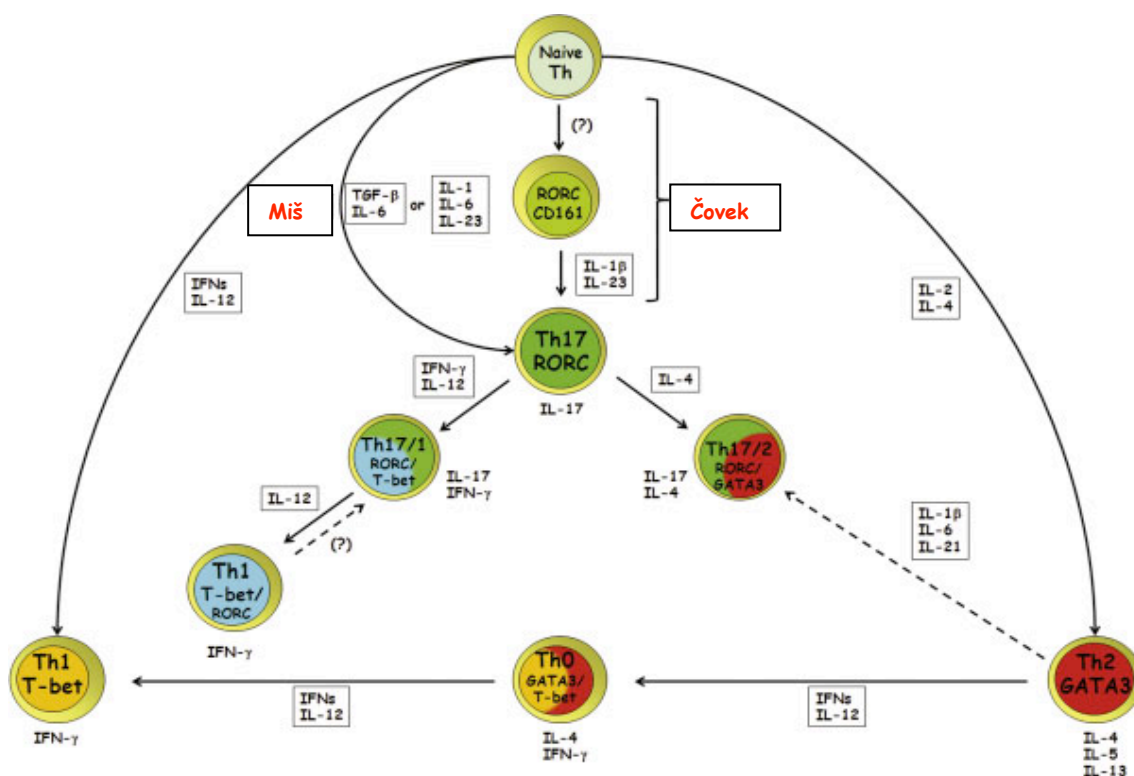 Naive
Th
(?)
RORC
CD161
Miš
TGF-β
IL-6
or
IL-1
IL-6
IL-23
Čovek
IFNs
IL-12
IL-1β
IL-23
IL-2
IL-4
Th17
RORC
IL-17
IFN-γ
IL-12
IL-4
Th17/1
RORC/
T-bet
IL-17
IFN-γ
Th17/2
RORC/
GATA3
IL-17
IL-4
IL-12
(?)
IL-1β
IL-6
IL-21
Th1
T-bet/
RORC
IFN-γ
Th1
T-bet
IFN-γ
IFNs
IL-12
Th0
GATA3/
T-bet
IL-4
IFN-γ
IFNs
IL-12
Th2
GATA3
IL-4
IL-5
IL-13